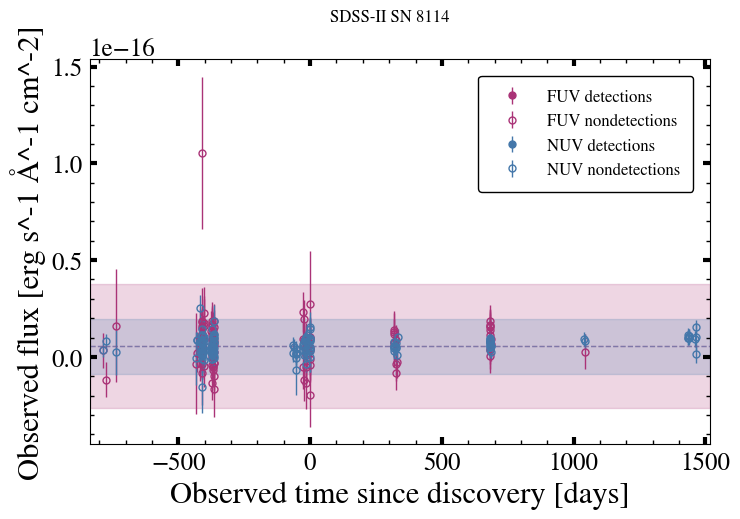 SDSS-II SN 8114
1e−16
Observed flux [erg s^-1 Å^-1 cm^-2]
1.5
1.0
0.5
0.0
FUV detections
FUV nondetections
NUV detections
NUV nondetections
−500 0 500 1000 1500
Observed time since discovery [days]